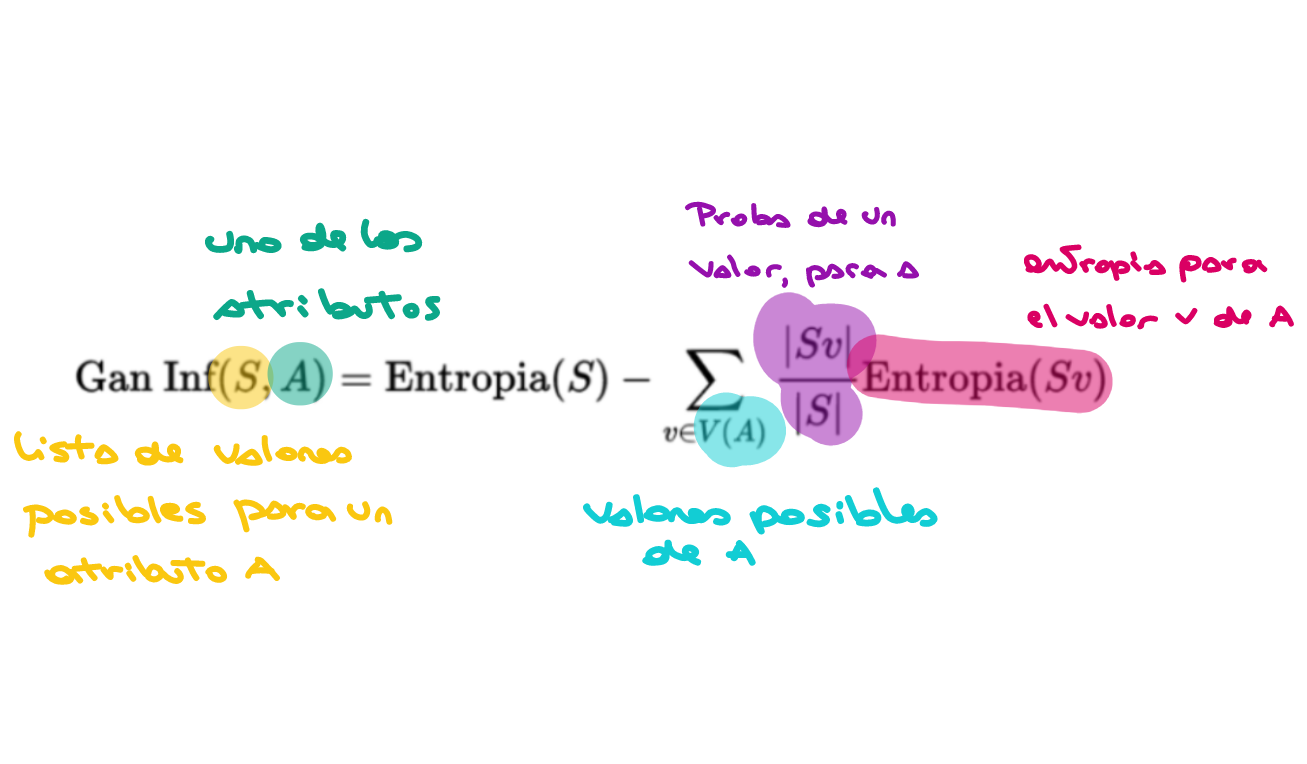 uno de los
atributos
Proba de un
valor, para A
entropia para
el valor v de A
Gan Inf(S, A) = Entropia(S) − ∑ v∈V(A) |Sv| / |S| Entropia(Sv)
Lista de valores
posibles para un
atributo A
valores posibles
de A